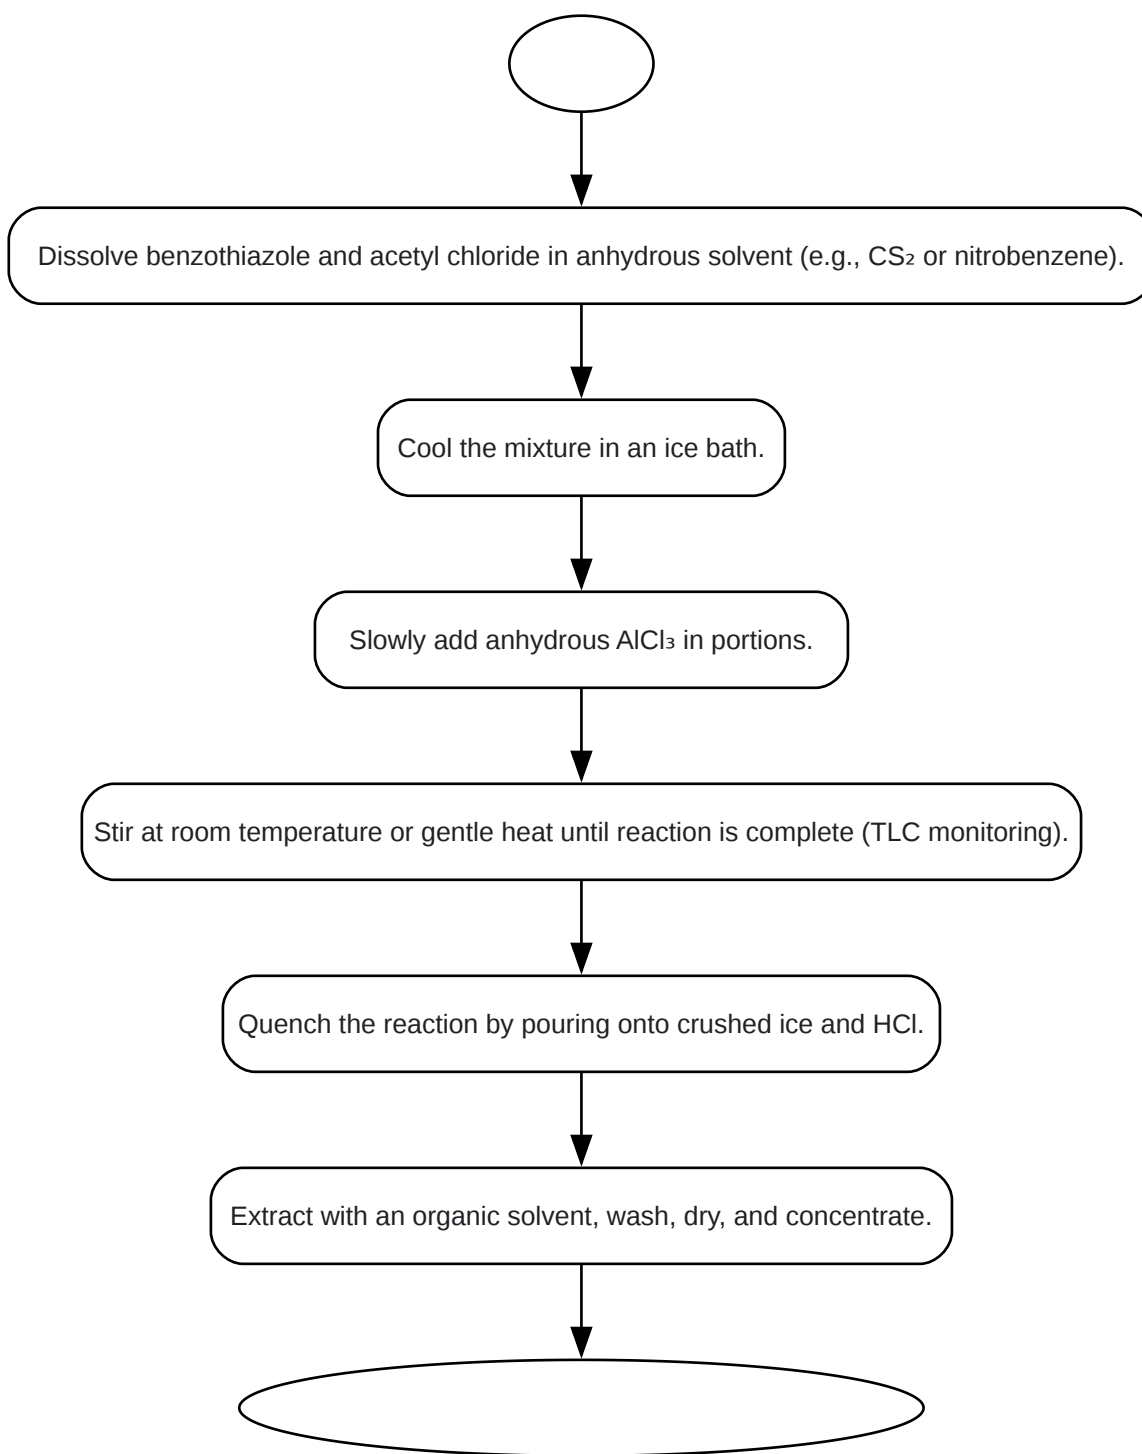 Dissolve benzothiazole and acetyl chloride in anhydrous solvent (e.g., CS₂ or nitrobenzene).
Cool the mixture in an ice bath.
Slowly add anhydrous AlCl₃ in portions.
Stir at room temperature or gentle heat until reaction is complete (TLC monitoring).
Quench the reaction by pouring onto crushed ice and HCl.
Extract with an organic solvent, wash, dry, and concentrate.